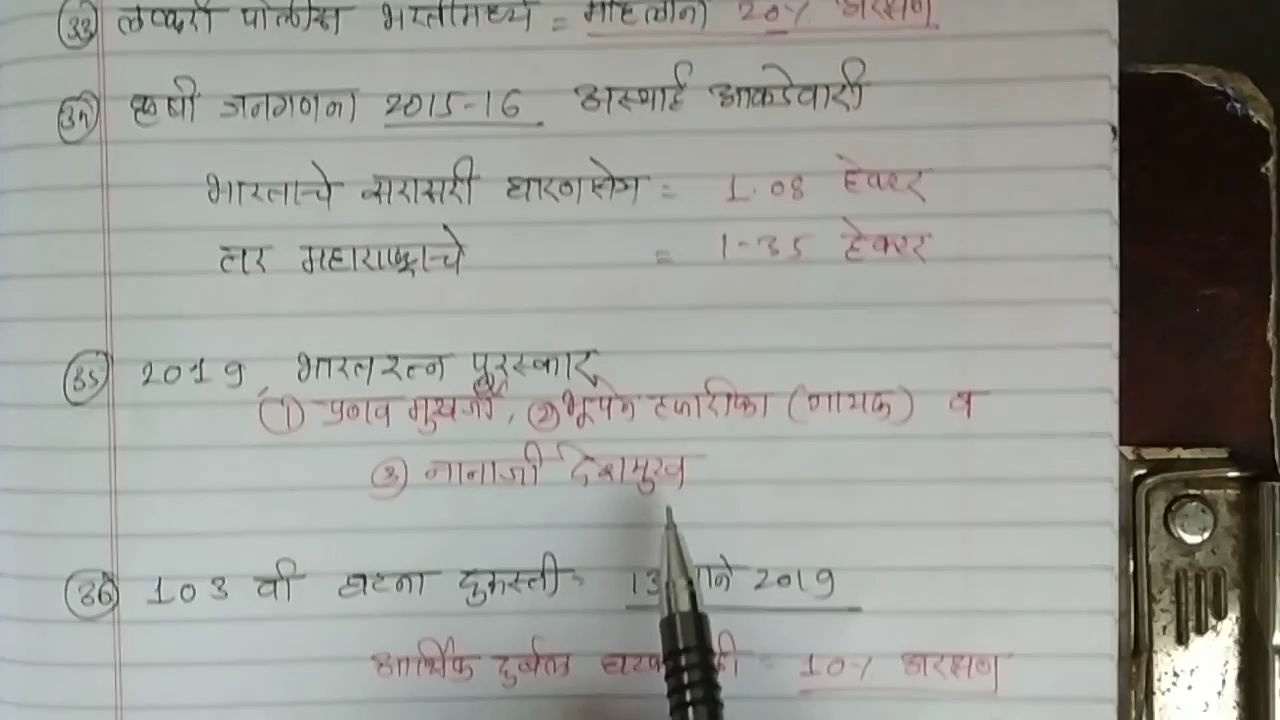 (33) लष्करी पोलीस भरतीमध्ये = महिलांना 20% आरक्षण
(34) कृषी जनगणना 2015-16 अस्थाई आकडेवारी
भारताचे सरासरी धारणक्षेत्र = 1.08 हेक्टर
तर महाराष्ट्राचे = 1-35 हेक्टर
(35) 2019 भारतरत्न पुरस्कार
(1) प्रणव मुखर्जी, (2) भूपेन हजारीका (गायक) व
(3) नानाजी देशमुख
(36) 103 वी घटना दुरुस्ती = 13 2019
आर्थिक दुर्बल = 10% आरक्षण